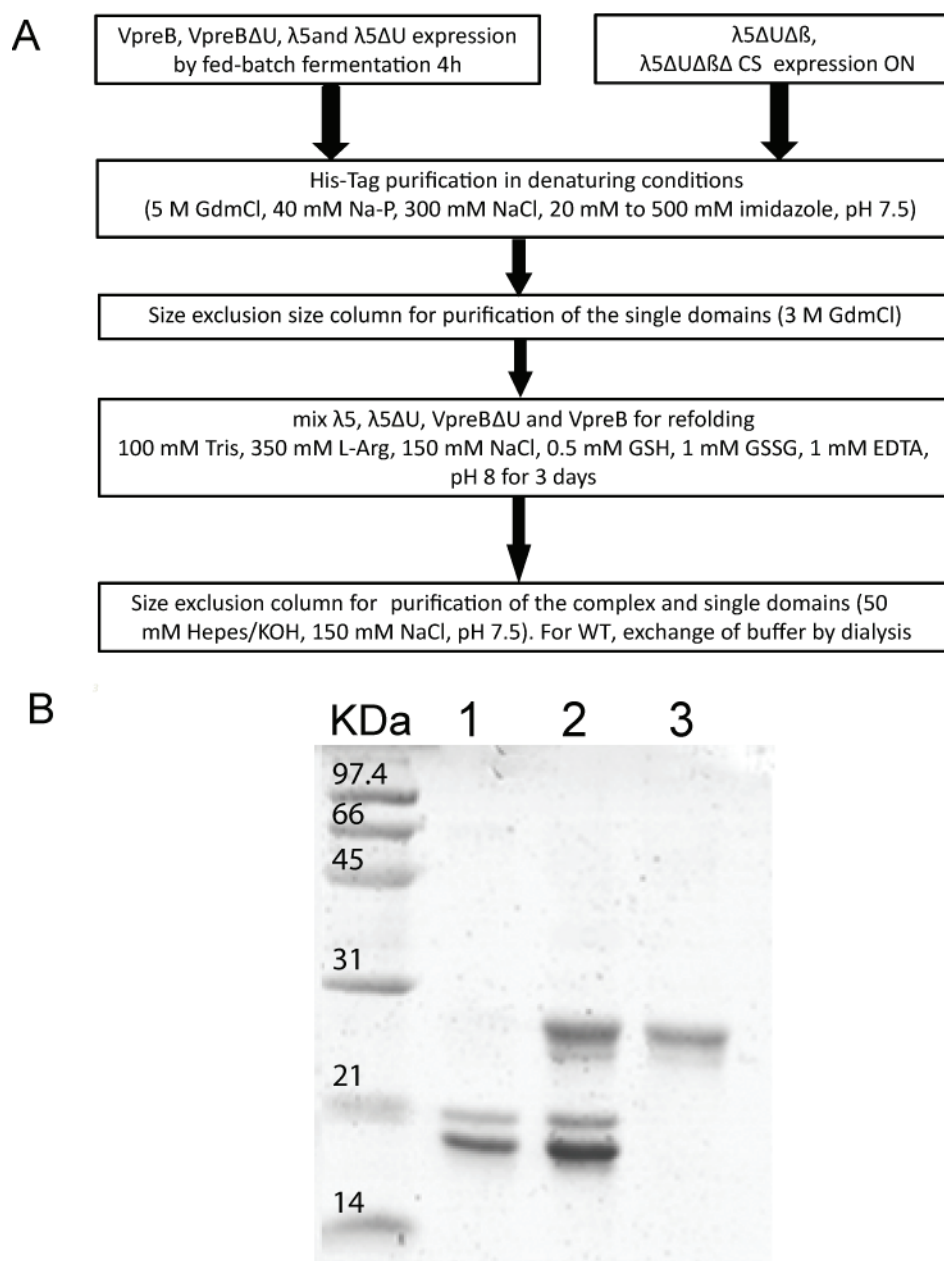 A
VpreB, VpreBΔU, λ5and λ5ΔU expression
by fed-batch fermentation 4h
λ5ΔUΔß,
λ5ΔUΔßΔ CS expression ON
His-Tag purification in denaturing conditions
(5 M GdmCl, 40 mM Na-P, 300 mM NaCl, 20 mM to 500 mM imidazole, pH 7.5)
Size exclusion size column for purification of the single domains (3 M GdmCl)
mix λ5, λ5ΔU, VpreBΔU and VpreB for refolding
100 mM Tris, 350 mM L-Arg, 150 mM NaCl, 0.5 mM GSH, 1 mM GSSG, 1 mM EDTA,
pH 8 for 3 days
Size exclusion column for purification of the complex and single domains (50
mM Hepes/KOH, 150 mM NaCl, pH 7.5). For WT, exchange of buffer by dialysis
B
KDa 1 2 3
97.4
66
45
31
21
14